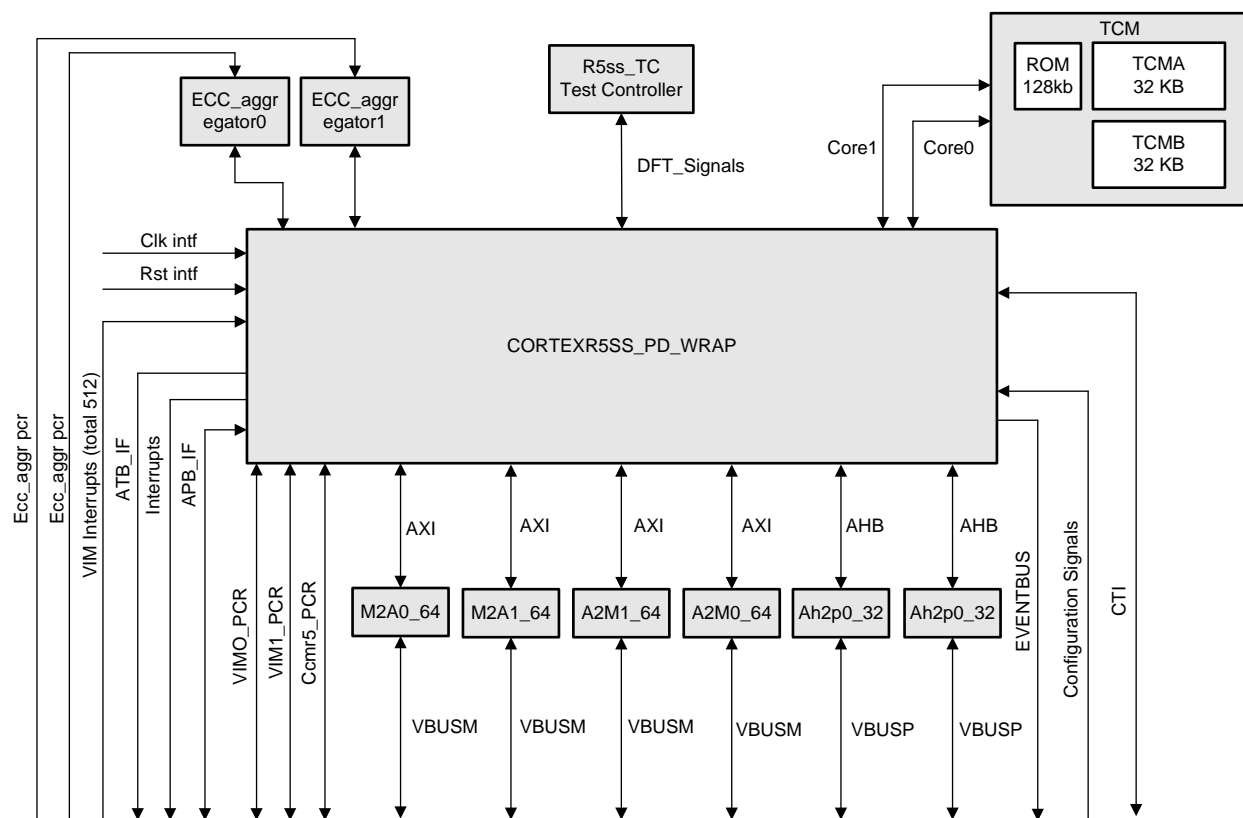 TCM
R5ss_TC
Test Controller
ROM
128kb
TCMA
32 KB
ECC_aggr
egator0
ECC_aggr
egator1
TCMB
32 KB
Core1
Core0
DFT_Signals
Clk intf
Rst intf
CORTEXR5SS_PD_WRAP
Ecc_aggr pcr
Ecc_aggr pcr
VIM Interrupts (total 512)
ATB_IF
Interrupts
APB_IF
AXI
AXI
AXI
AXI
AHB
AHB
VIMO_PCR
VIM1_PCR
Ccmr5_PCR
M2A0_64
M2A1_64
A2M1_64
A2M0_64
Ah2p0_32
Ah2p0_32
EVENTBUS
Configuration Signals
CTI
VBUSM
VBUSM
VBUSM
VBUSM
VBUSP
VBUSP